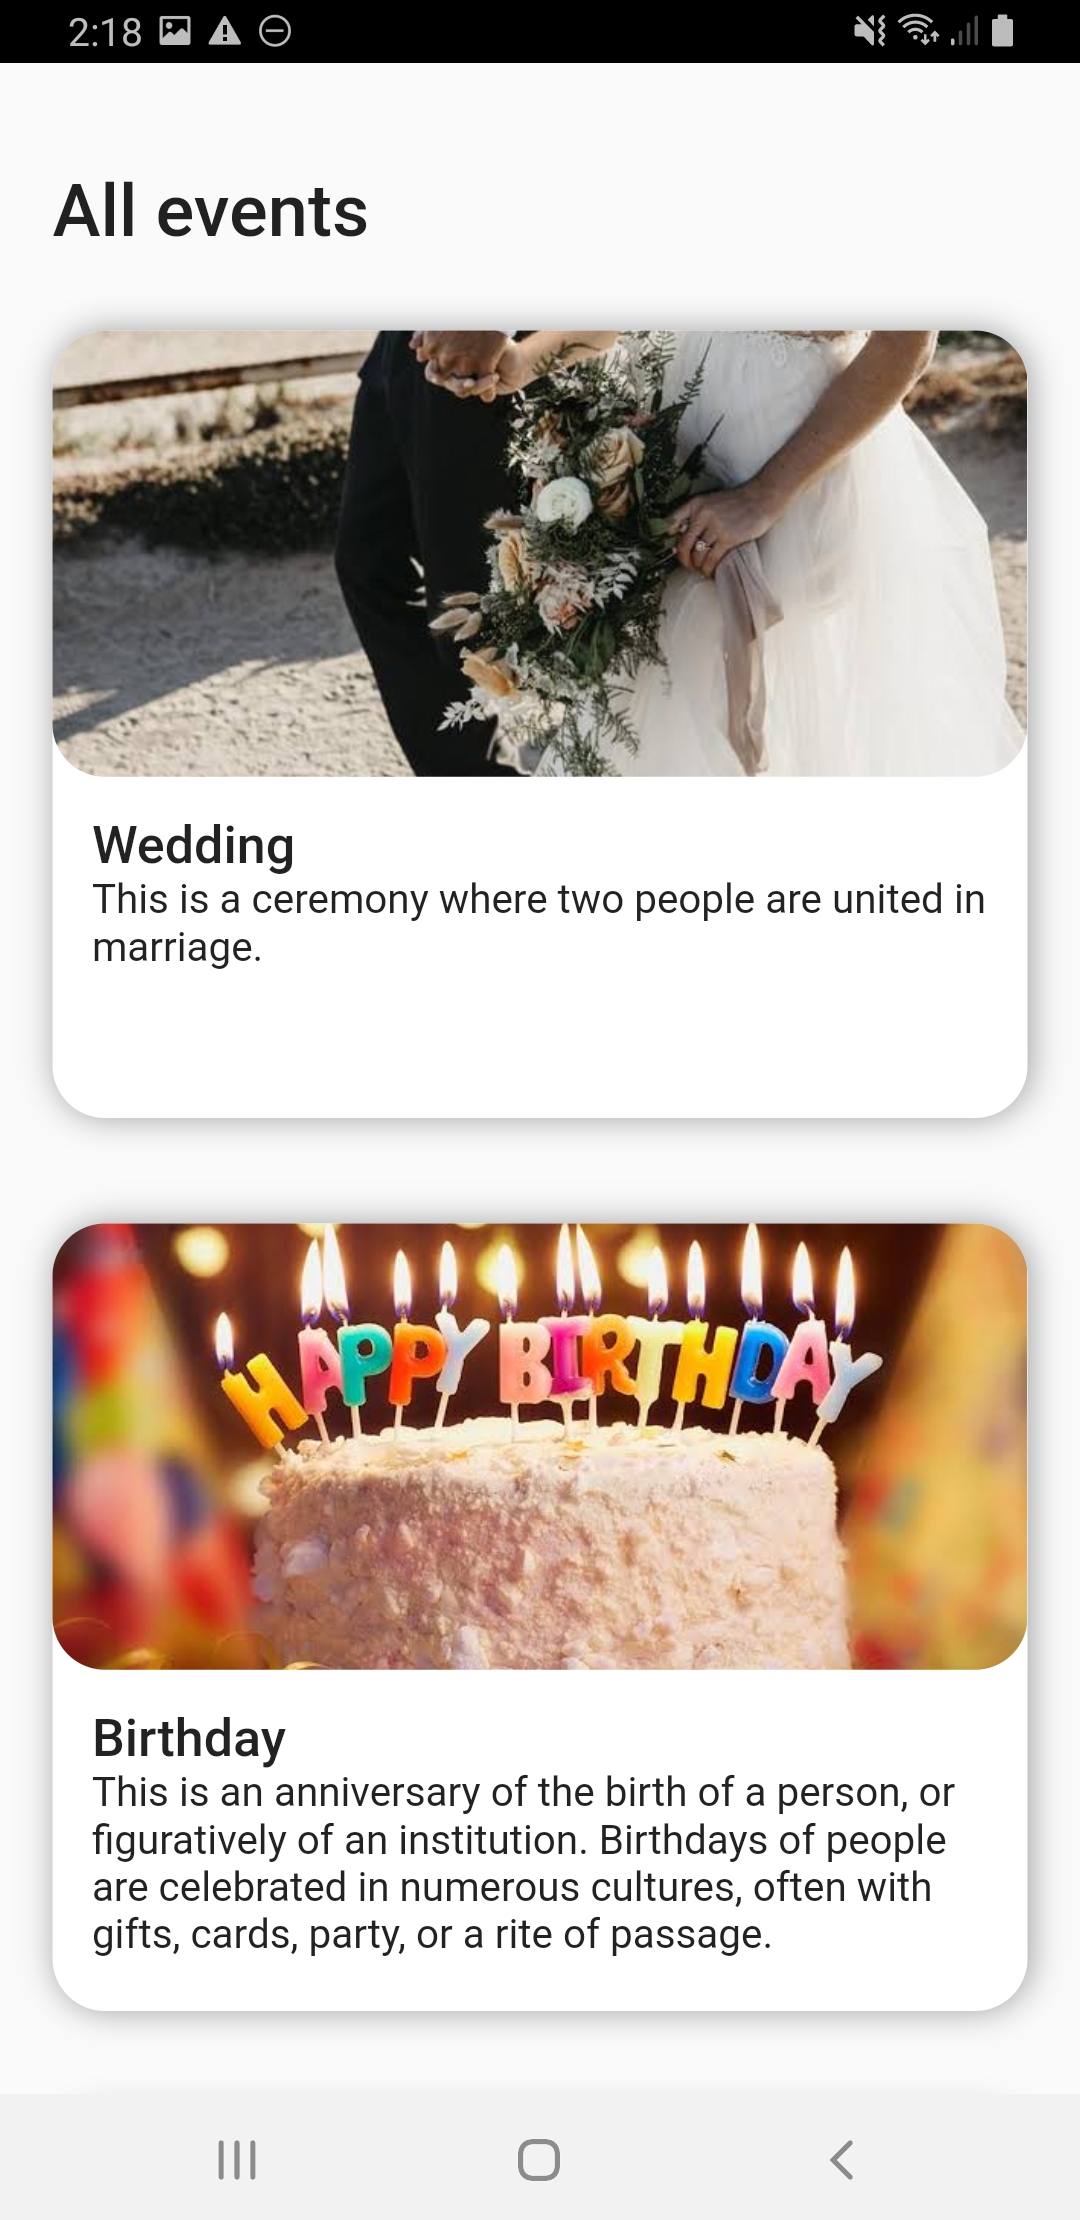 2:18
All events
Wedding
This is a ceremony where two people are united in
marriage.
HAPPY BIRTHDAY
Birthday
This is an anniversary of the birth of a person, or
figuratively of an institution. Birthdays of people
are celebrated in numerous cultures, often with
gifts, cards, party, or a rite of passage.